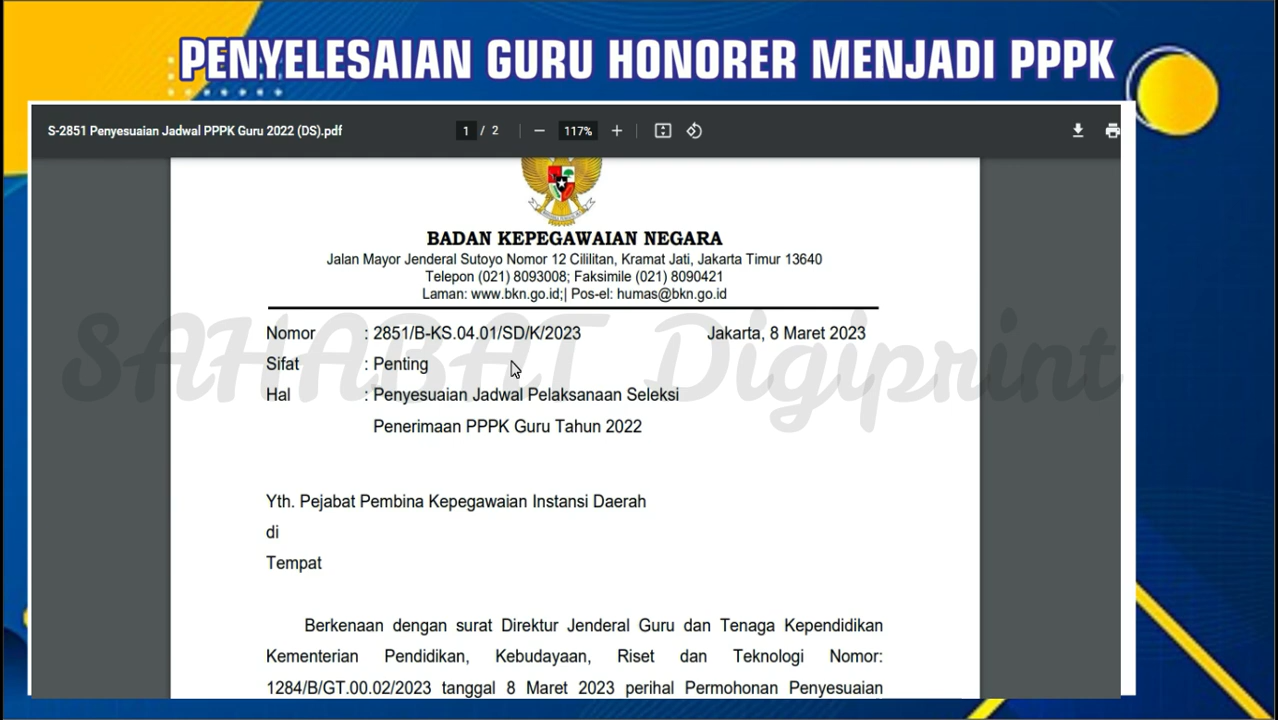 PENYELESAIAN GURU HONORER MENJADI PPPK
S-2851 Penyesuaian Jadwal PPPK Guru 2022 (DS).pdf
1 / 2
117%
BADAN KEPEGAWAIAN NEGARA
Jalan Mayor Jenderal Sutoyo Nomor 12 Cililitan, Kramat Jati, Jakarta Timur 13640
Telepon (021) 8093008; Faksimile (021) 8090421
Laman: www.bkn.go.id;| Pos-el: humas@bkn.go.id
Nomor : 2851/B-KS.04.01/SD/K/2023 Jakarta, 8 Maret 2023
SAHABAT Digiprint
Sifat : Penting
Hal : Penyesuaian Jadwal Pelaksanaan Seleksi
Penerimaan PPPK Guru Tahun 2022
Yth. Pejabat Pembina Kepegawaian Instansi Daerah
di
Tempat
Berkenaan dengan surat Direktur Jenderal Guru dan Tenaga Kependidikan
Kementerian Pendidikan, Kebudayaan, Riset dan Teknologi Nomor:
1284/B/GT.00.02/2023 tanggal 8 Maret 2023 perihal Permohonan Penyesuaian